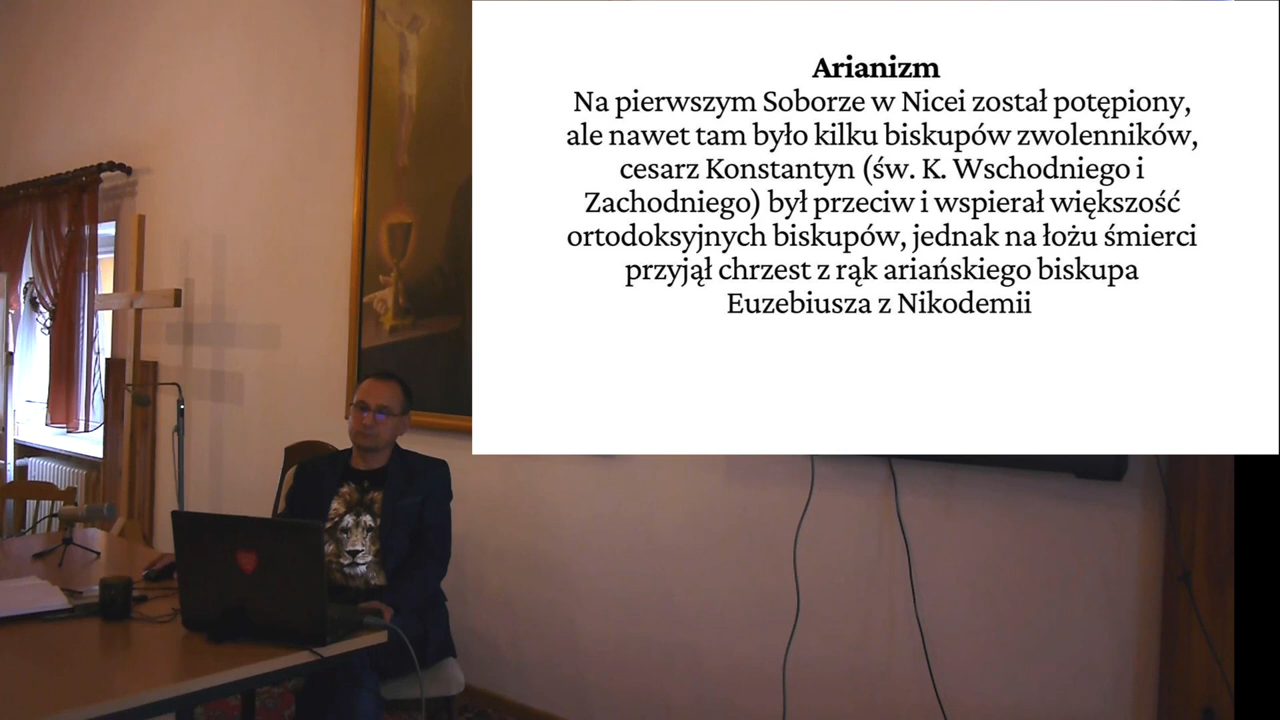 Arianizm
Na pierwszym Soborze w Nicei został potępiony,
ale nawet tam było kilku biskupów zwolenników,
cesarz Konstantyn (św. K. Wschodniego i
Zachodniego) był przeciw i wspierał większość
ortodoksyjnych biskupów, jednak na łożu śmierci
przyjął chrzest z rąk ariańskiego biskupa
Euzebiusza z Nikodemii